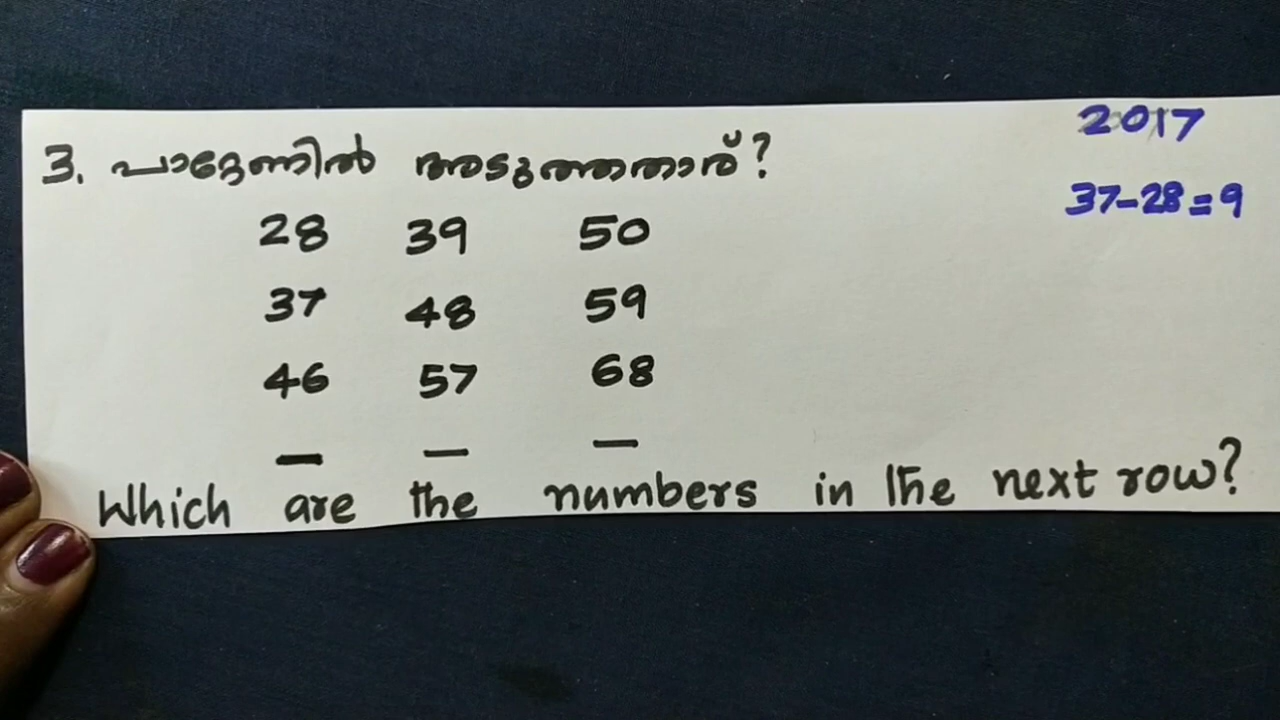 3. പാറ്റേണിൽ അടുത്തതാര്?
2017
37-28=9
28 39 50
37 48 59
46 57 68
_ _ _
Which are the numbers in the next row?